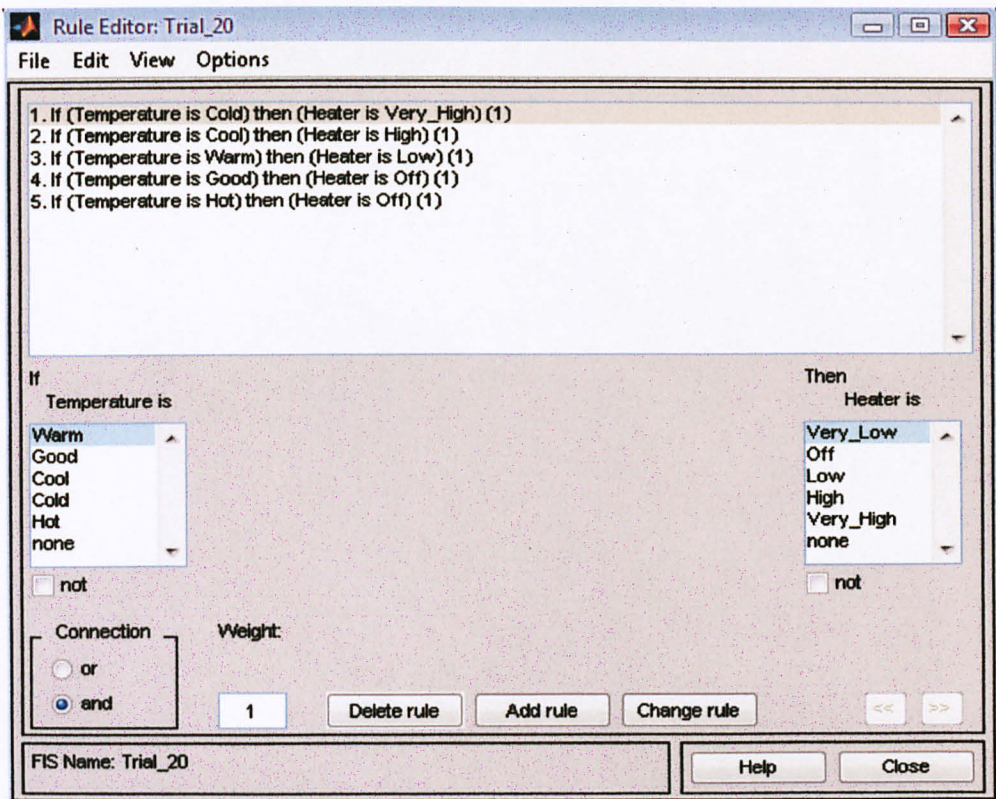 Rule Editor: Trial_20
File Edit View Options
1. If (Temperature is Cold) then (Heater is Very_High) (1)
2. If (Temperature is Cool) then (Heater is High) (1)
3. If (Temperature is Warm) then (Heater is Low) (1)
4. If (Temperature is Good) then (Heater is Off) (1)
5. If (Temperature is Hot) then (Heater is Off) (1)
If
Temperature is
Warm
Good
Cool
Cold
Hot
none
not
Then
Heater is
Very_Low
Off
Low
High
Very_High
none
not
Connection
or
and
Weight:
1
Delete rule
Add rule
Change rule
<<
>>
FIS Name: Trial_20
Help
Close